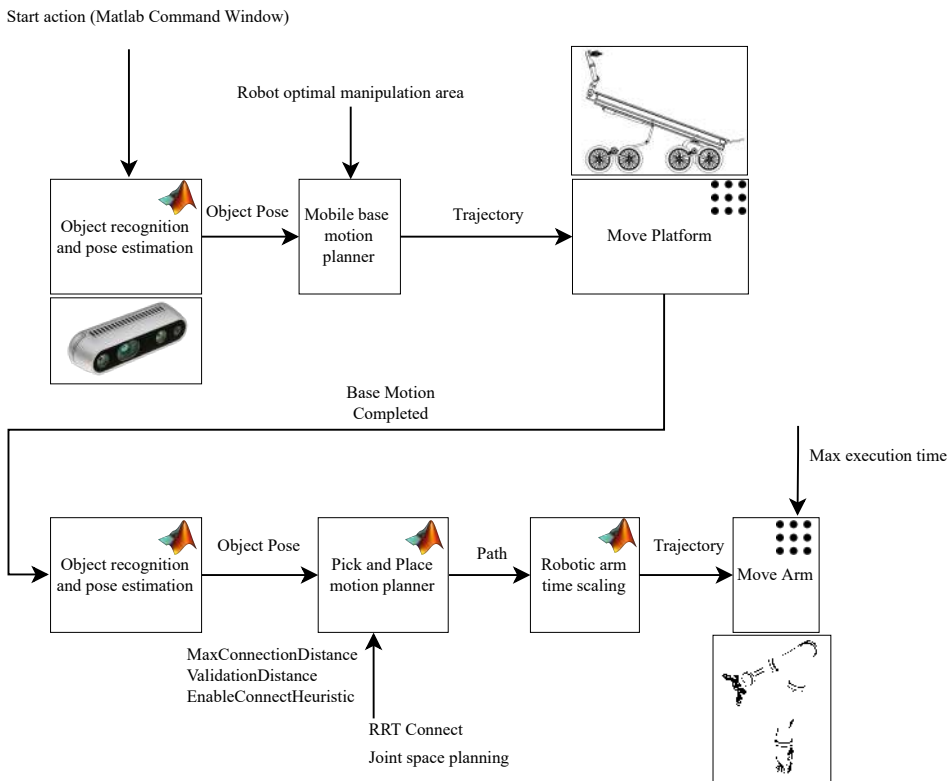 Start action (Matlab Command Window)
Robot optimal manipulation area
Object recognition
and pose estimation
Object Pose
Mobile base
motion
planner
Trajectory
Move Platform
Base Motion
Completed
Max execution time
Object recognition
and pose estimation
Object Pose
Pick and Place
motion planner
Path
Robotic arm
time scaling
Trajectory
Move Arm
MaxConnectionDistance
ValidationDistance
EnableConnectHeuristic
RRT Connect
Joint space planning